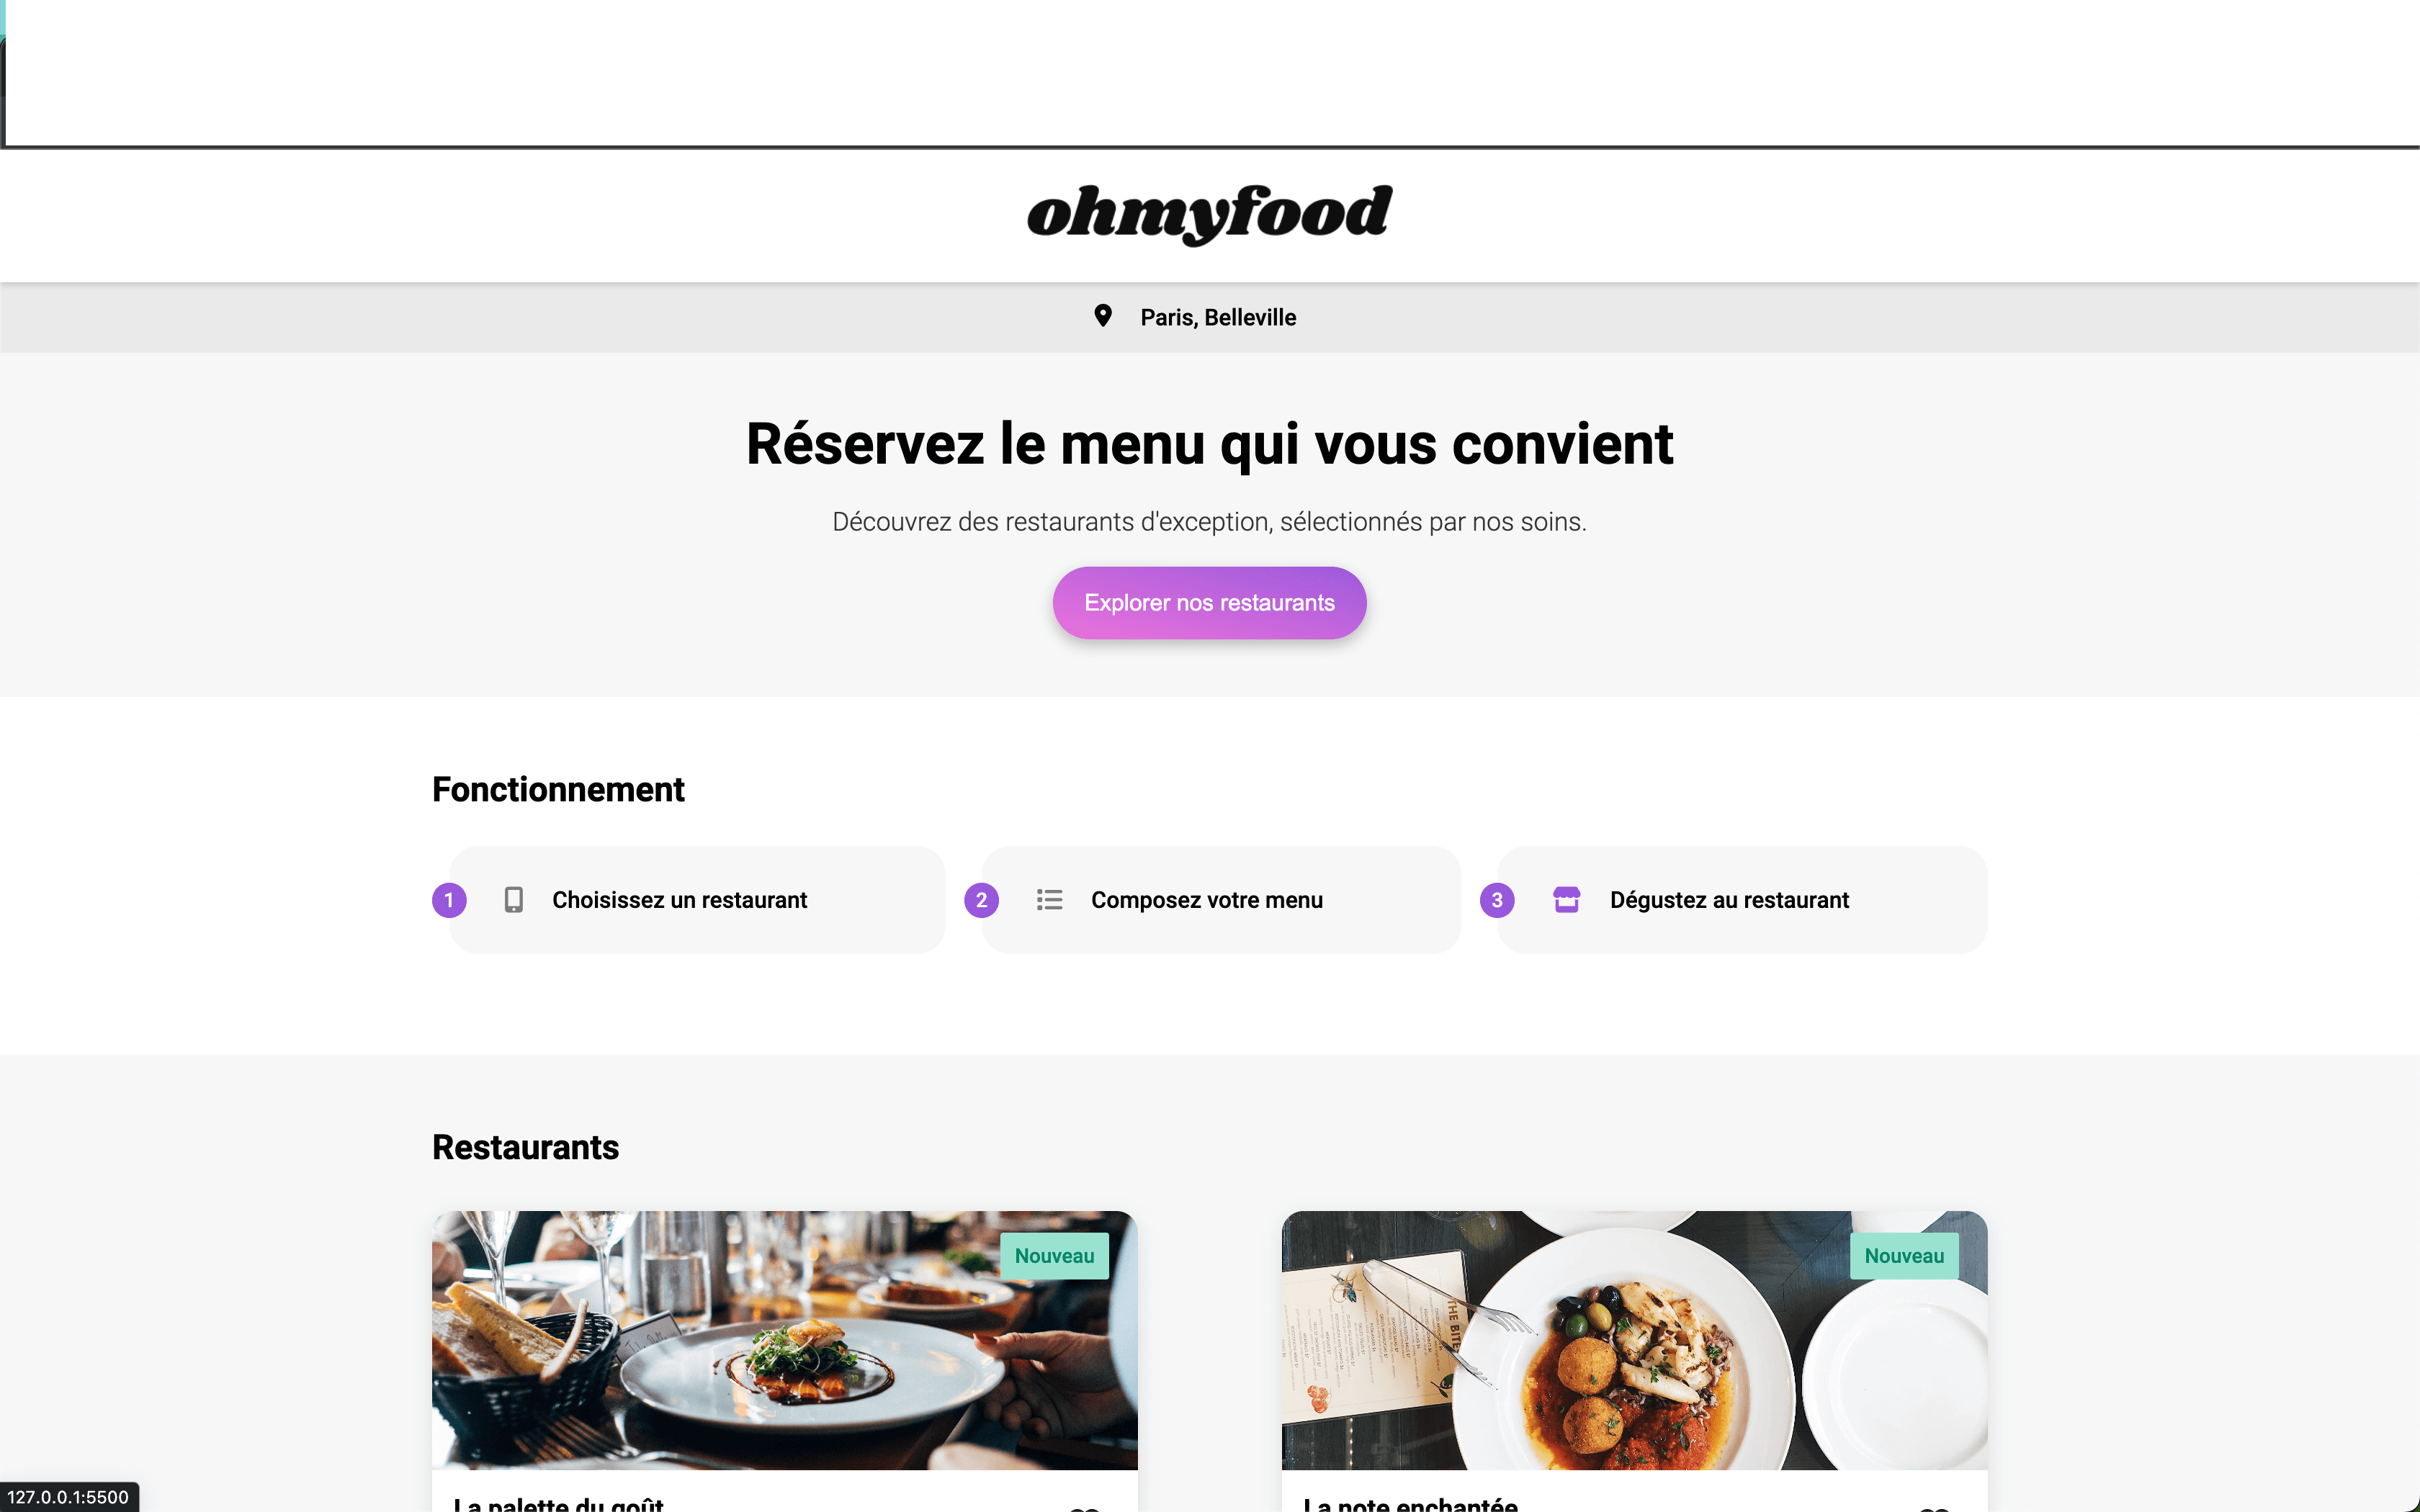 ohmyfood
Paris, Belleville
Réservez le menu qui vous convient
Découvrez des restaurants d'exception, sélectionnés par nos soins.
Explorer nos restaurants
Fonctionnement
1 Choisissez un restaurant
2 Composez votre menu
3 Dégustez au restaurant
Restaurants
Nouveau
Nouveau
THE BITE
La palette du goût
La note enchantée
127.0.0.1:5500